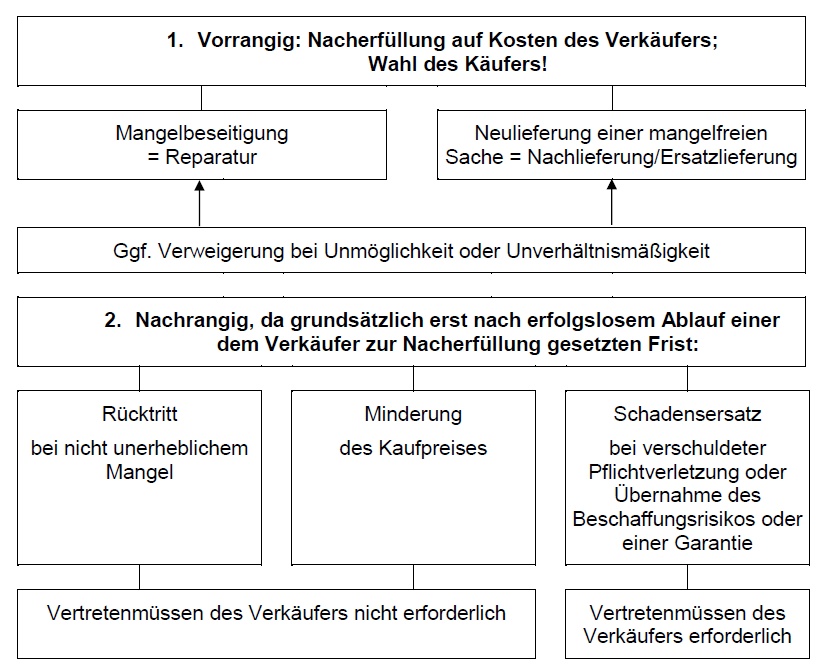 1. Vorrangig: Nacherfüllung auf Kosten des Verkäufers;
Wahl des Käufers!
Mangelbeseitigung
= Reparatur
Neulieferung einer mangelfreien
Sache = Nachlieferung/Ersatzlieferung
Ggf. Verweigerung bei Unmöglichkeit oder Unverhältnismäßigkeit
2. Nachrangig, da grundsätzlich erst nach erfolgslosem Ablauf einer
dem Verkäufer zur Nacherfüllung gesetzten Frist:
Rücktritt
bei nicht unerheblichem
Mangel
Minderung
des Kaufpreises
Schadensersatz
bei verschuldeter
Pflichtverletzung oder
Übernahme des
Beschaffungsrisikos oder
einer Garantie
Vertretenmüssen des Verkäufers nicht erforderlich
Vertretenmüssen des
Verkäufers erforderlich